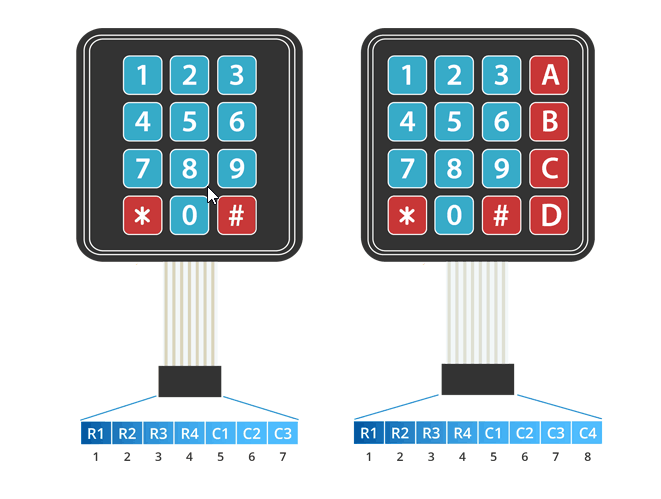 1 2 3
4 5 6
7 8 9
* 0 #
R1 R2 R3 R4 C1 C2 C3
1 2 3 4 5 6 7
1 2 3 A
4 5 6 B
7 8 9 C
* 0 # D
R1 R2 R3 R4 C1 C2 C3 C4
1 2 3 4 5 6 7 8